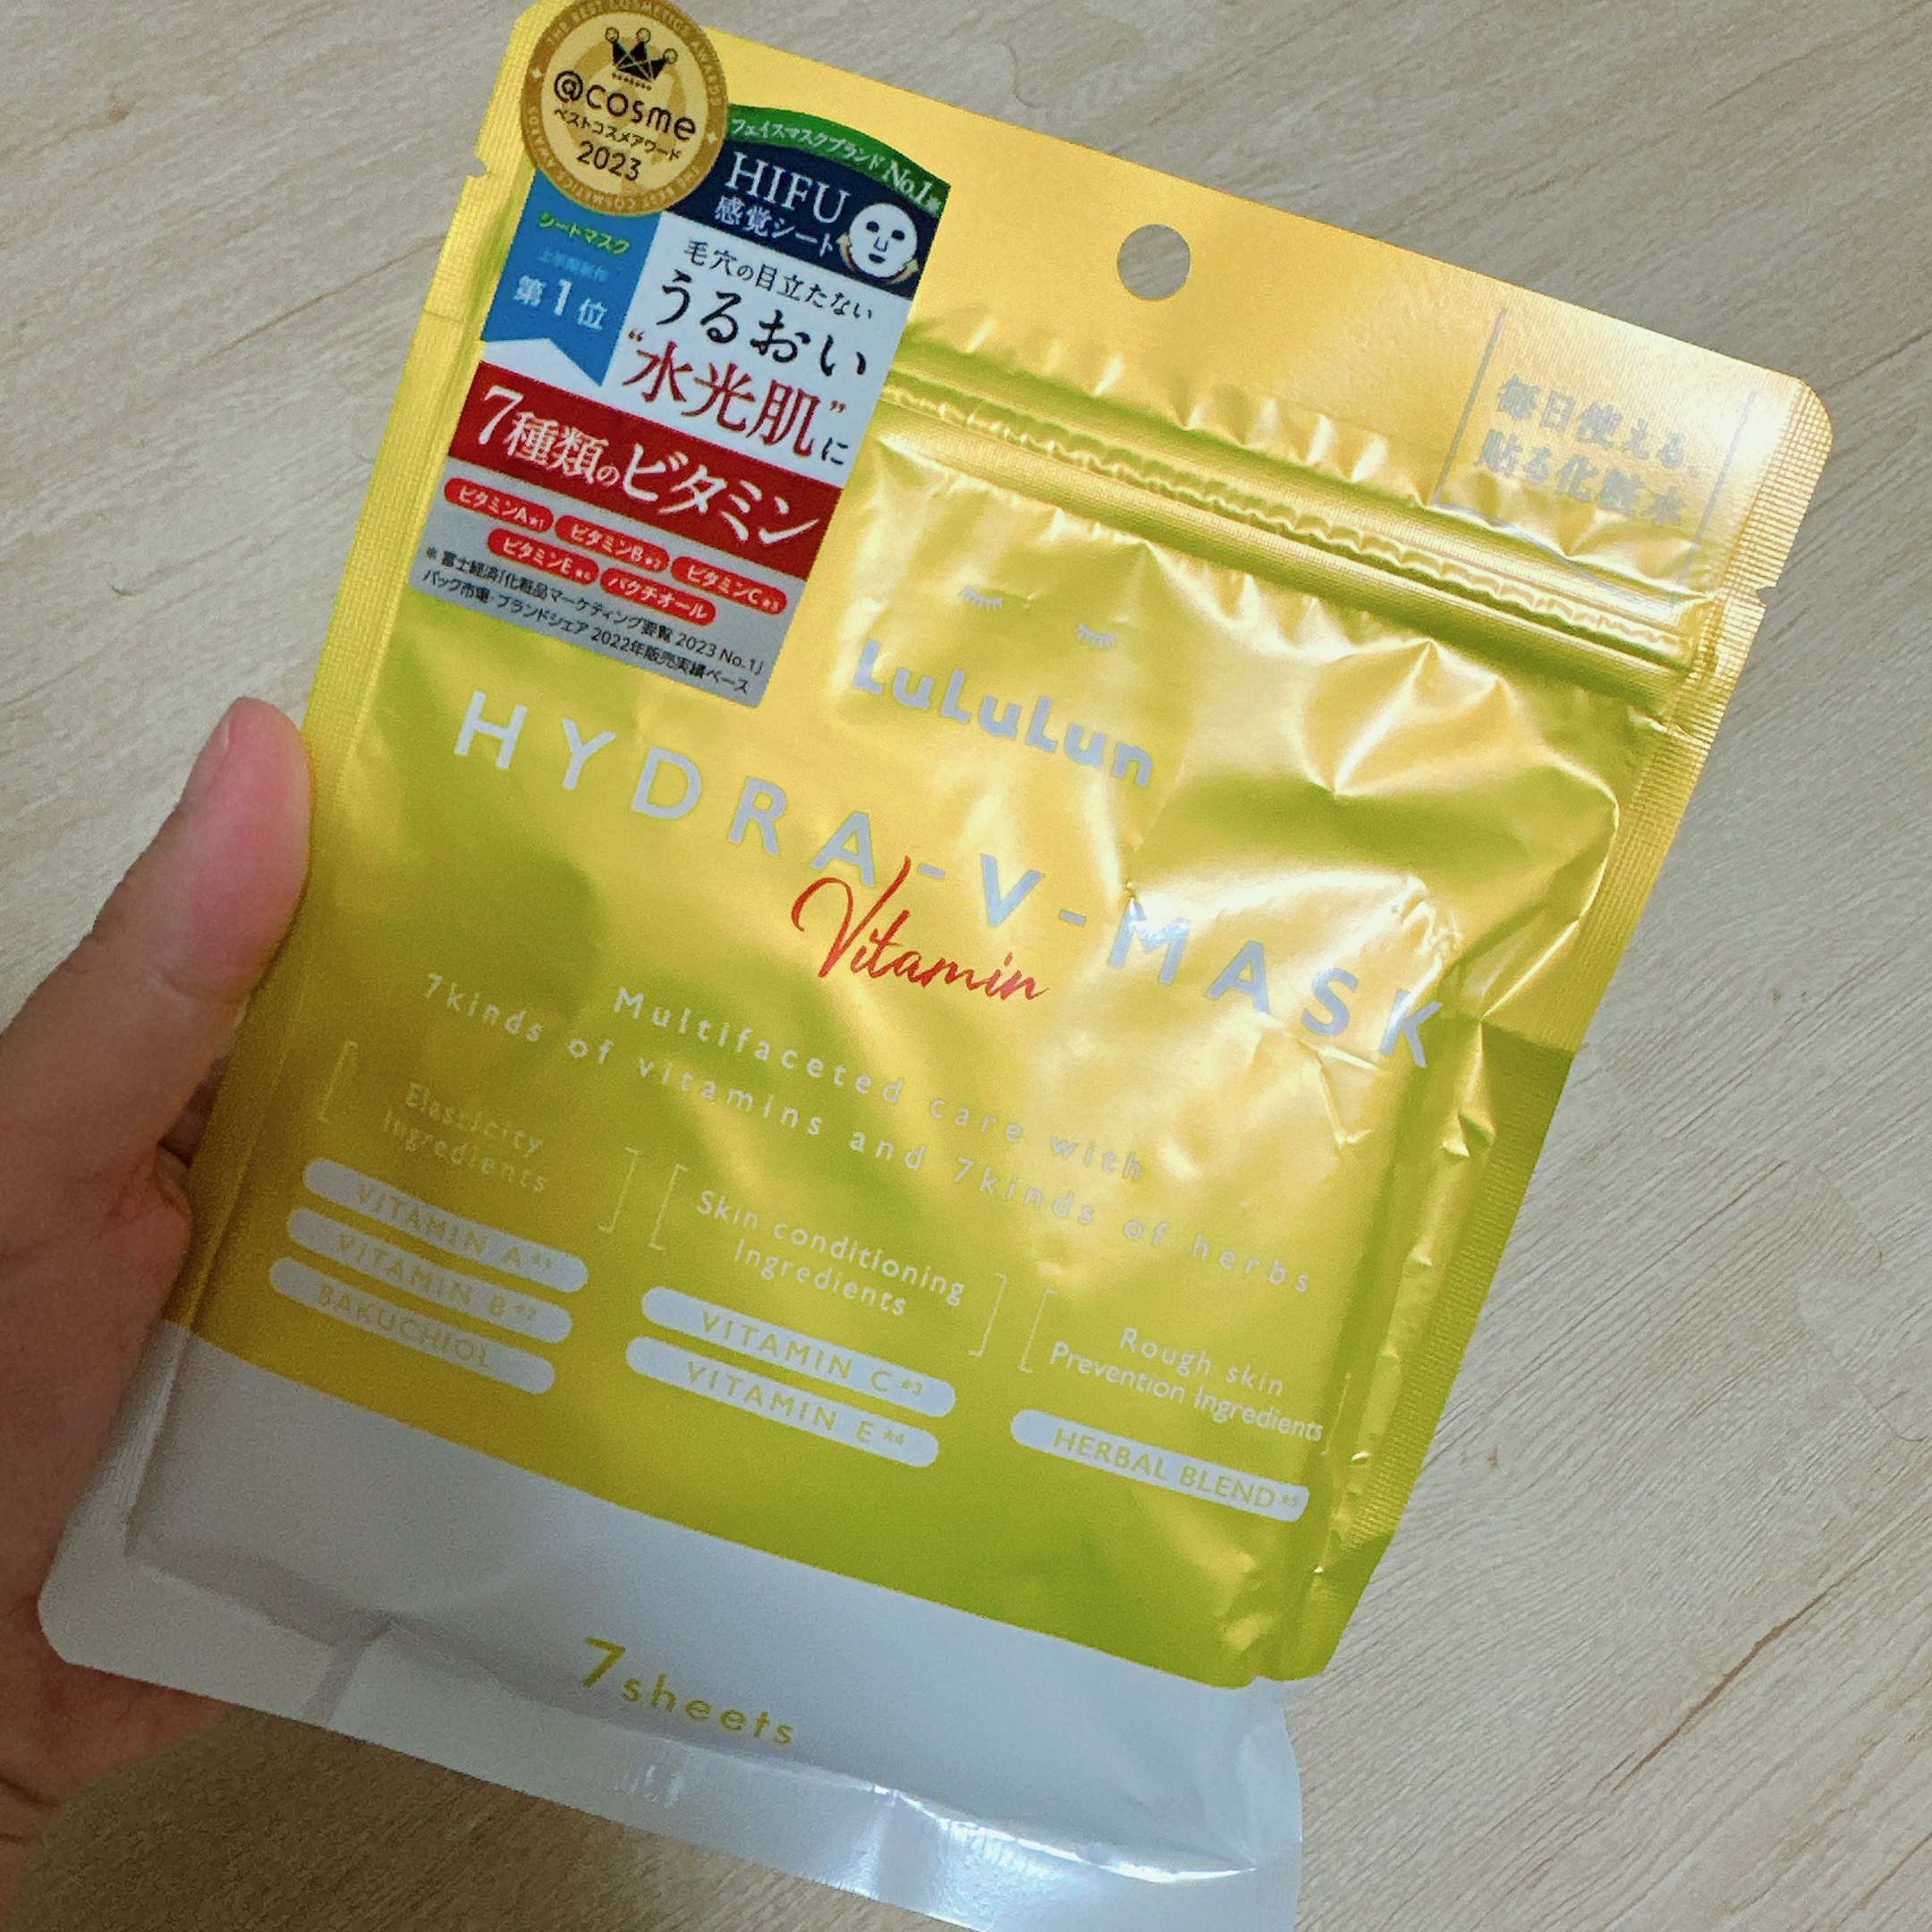 THE BEST COSMETICS AWARDS
@cosme
ベストコスメアワード
2023
シートマスク
上半期新作
第1位
フェイスマスクブランドNo.1※
HIFU
感覚シート
毛穴の目立たない
うるおい
“水光肌”に
7種類のビタミン
ビタミンA*1 ビタミンB*2 ビタミンC*3
ビタミンE*4 バクチオール
※富士経済「化粧品マーケティング要覧 2023 No.1」
パック市場・ブランドシェア 2022年販売実績ベース
毎日使える、
貼る化粧水
LuLuLun
HYDRA-V-MASK
Vitamin
Multifaceted care with
7kinds of vitamins and 7kinds of herbs
Elasticity
Ingredients
VITAMIN A *1
VITAMIN B *2
BAKUCHIOL
Skin conditioning
Ingredients
VITAMIN C *3
VITAMIN E *4
Rough skin
Prevention Ingredients
HERBAL BLEND *5
7sheets